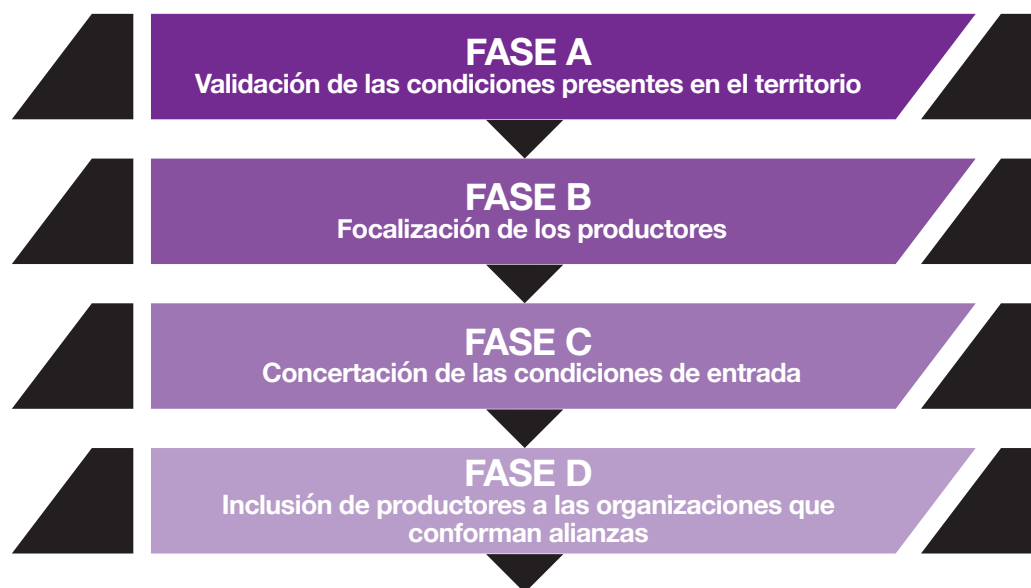 FASE A
Validación de las condiciones presentes en el territorio
FASE B
Focalización de los productores
FASE C
Concertación de las condiciones de entrada
FASE D
Inclusión de productores a las organizaciones que
conforman alianzas